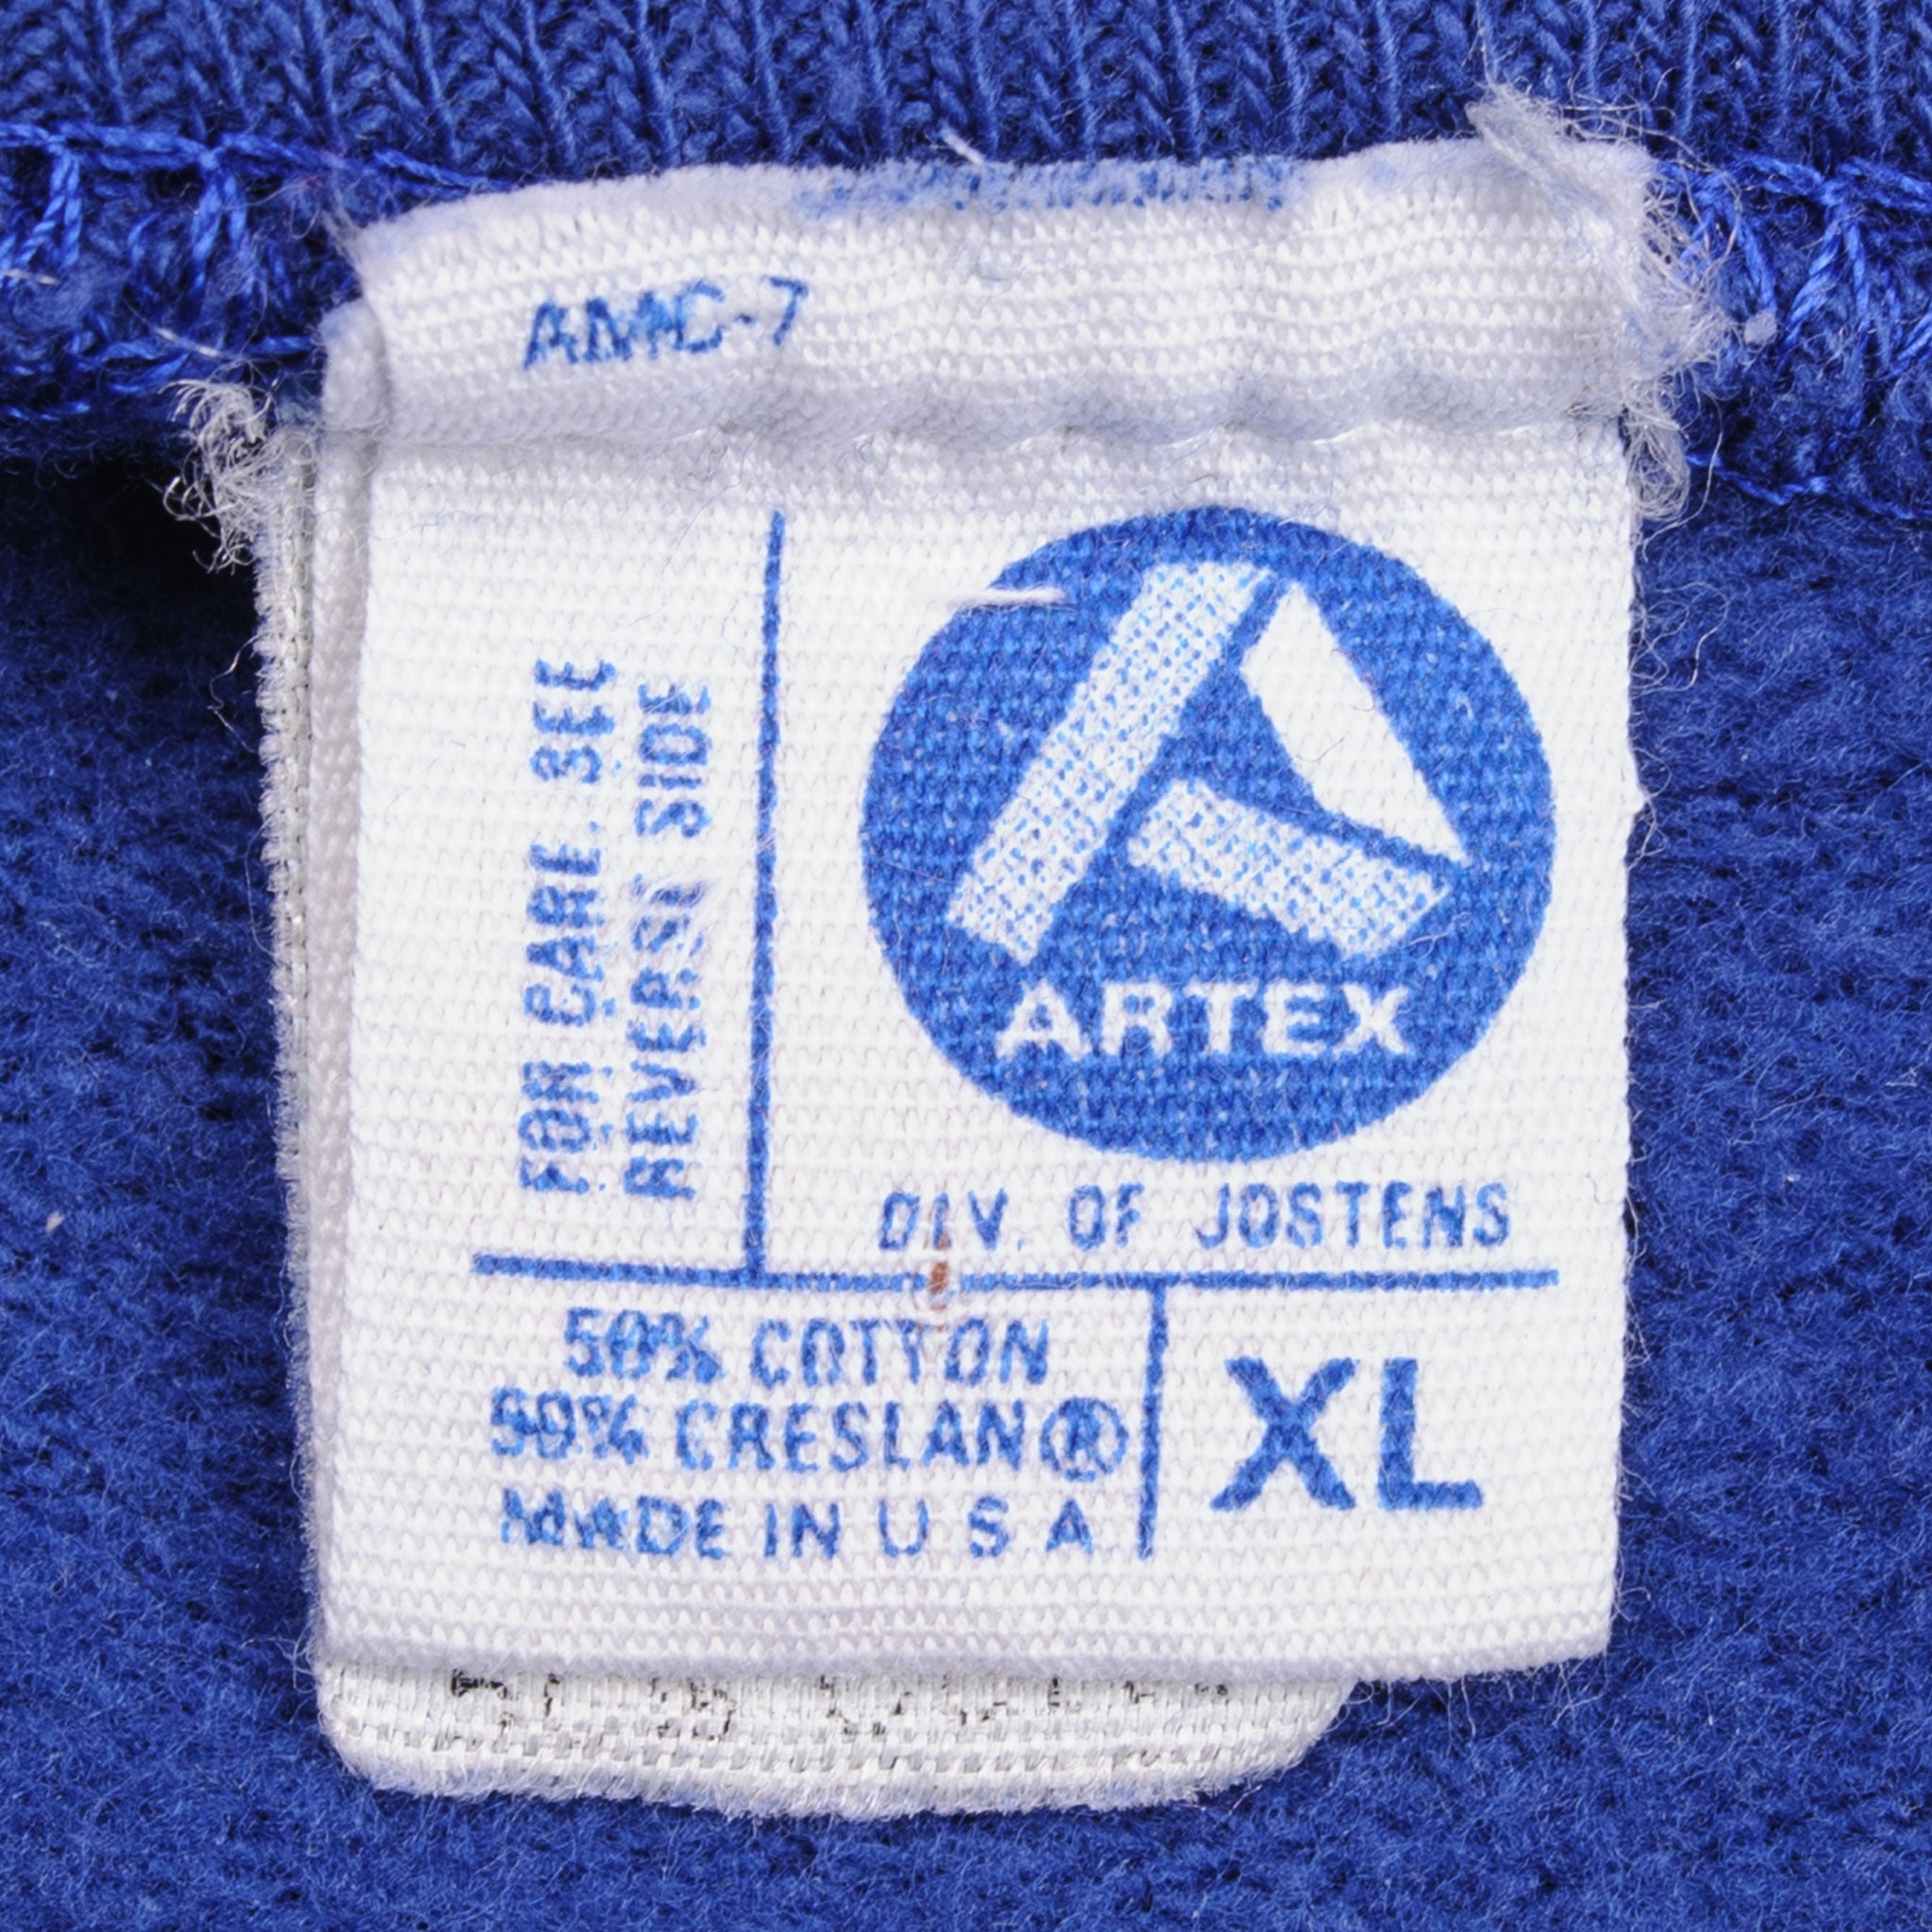 AMC-7
FOR CARE, SEE
REVERSE SIDE
ARTEX
DIV. OF JOSTENS
50% COTTON
50% CRESLAN®
MADE IN U S A
XL